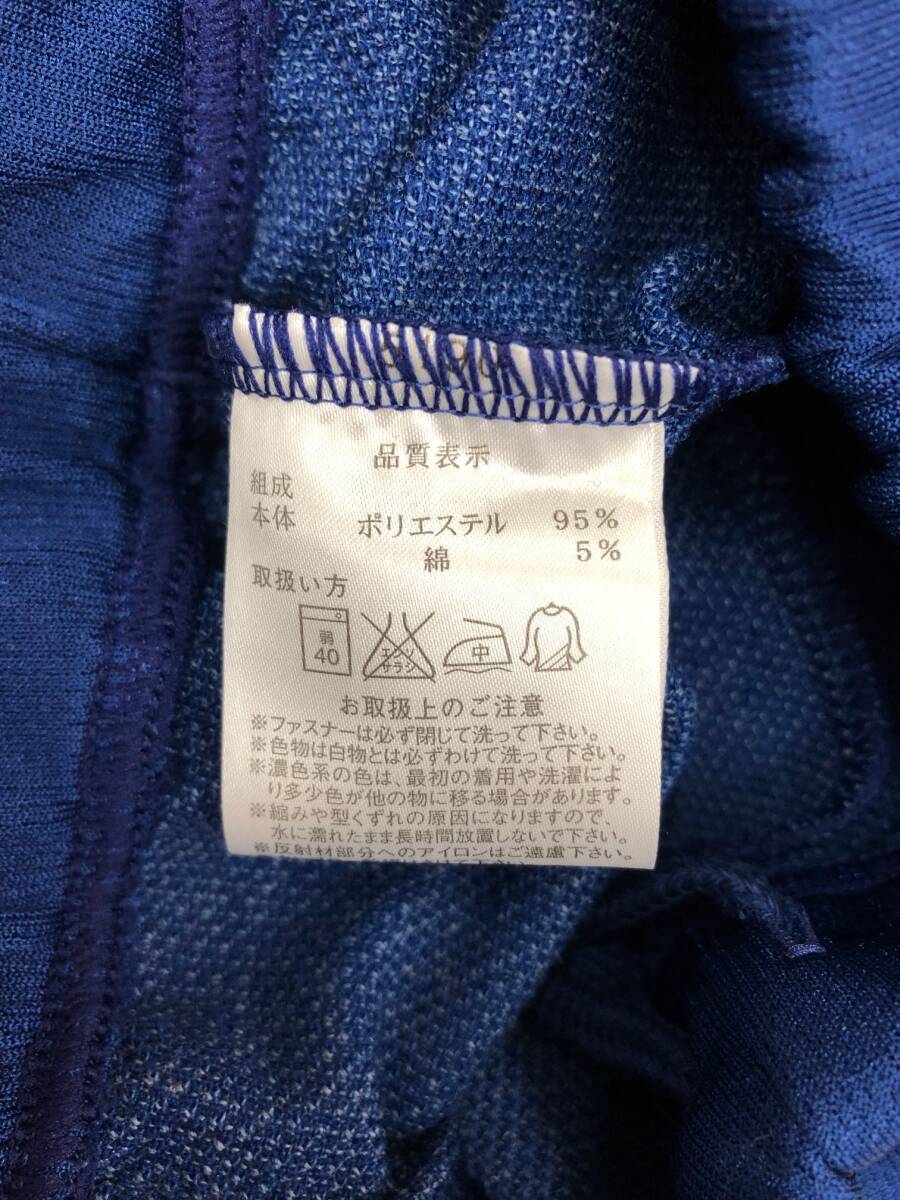 品質表示
組成
本体 ポリエステル 95%
綿 5%
取扱い方
弱
40
エンソ
サラシ
中
お取扱上のご注意
※ファスナーは必ず閉じて洗って下さい。
※色物は白物とは必ずわけて洗って下さい。
※濃色系の色は、最初の着用や洗濯によ
り多少色が他の物に移る場合があります。
※縮みや型くずれの原因になりますので、
水に濡れたまま長時間放置しないで下さい。
※反射材部分へのアイロンはご遠慮下さい。